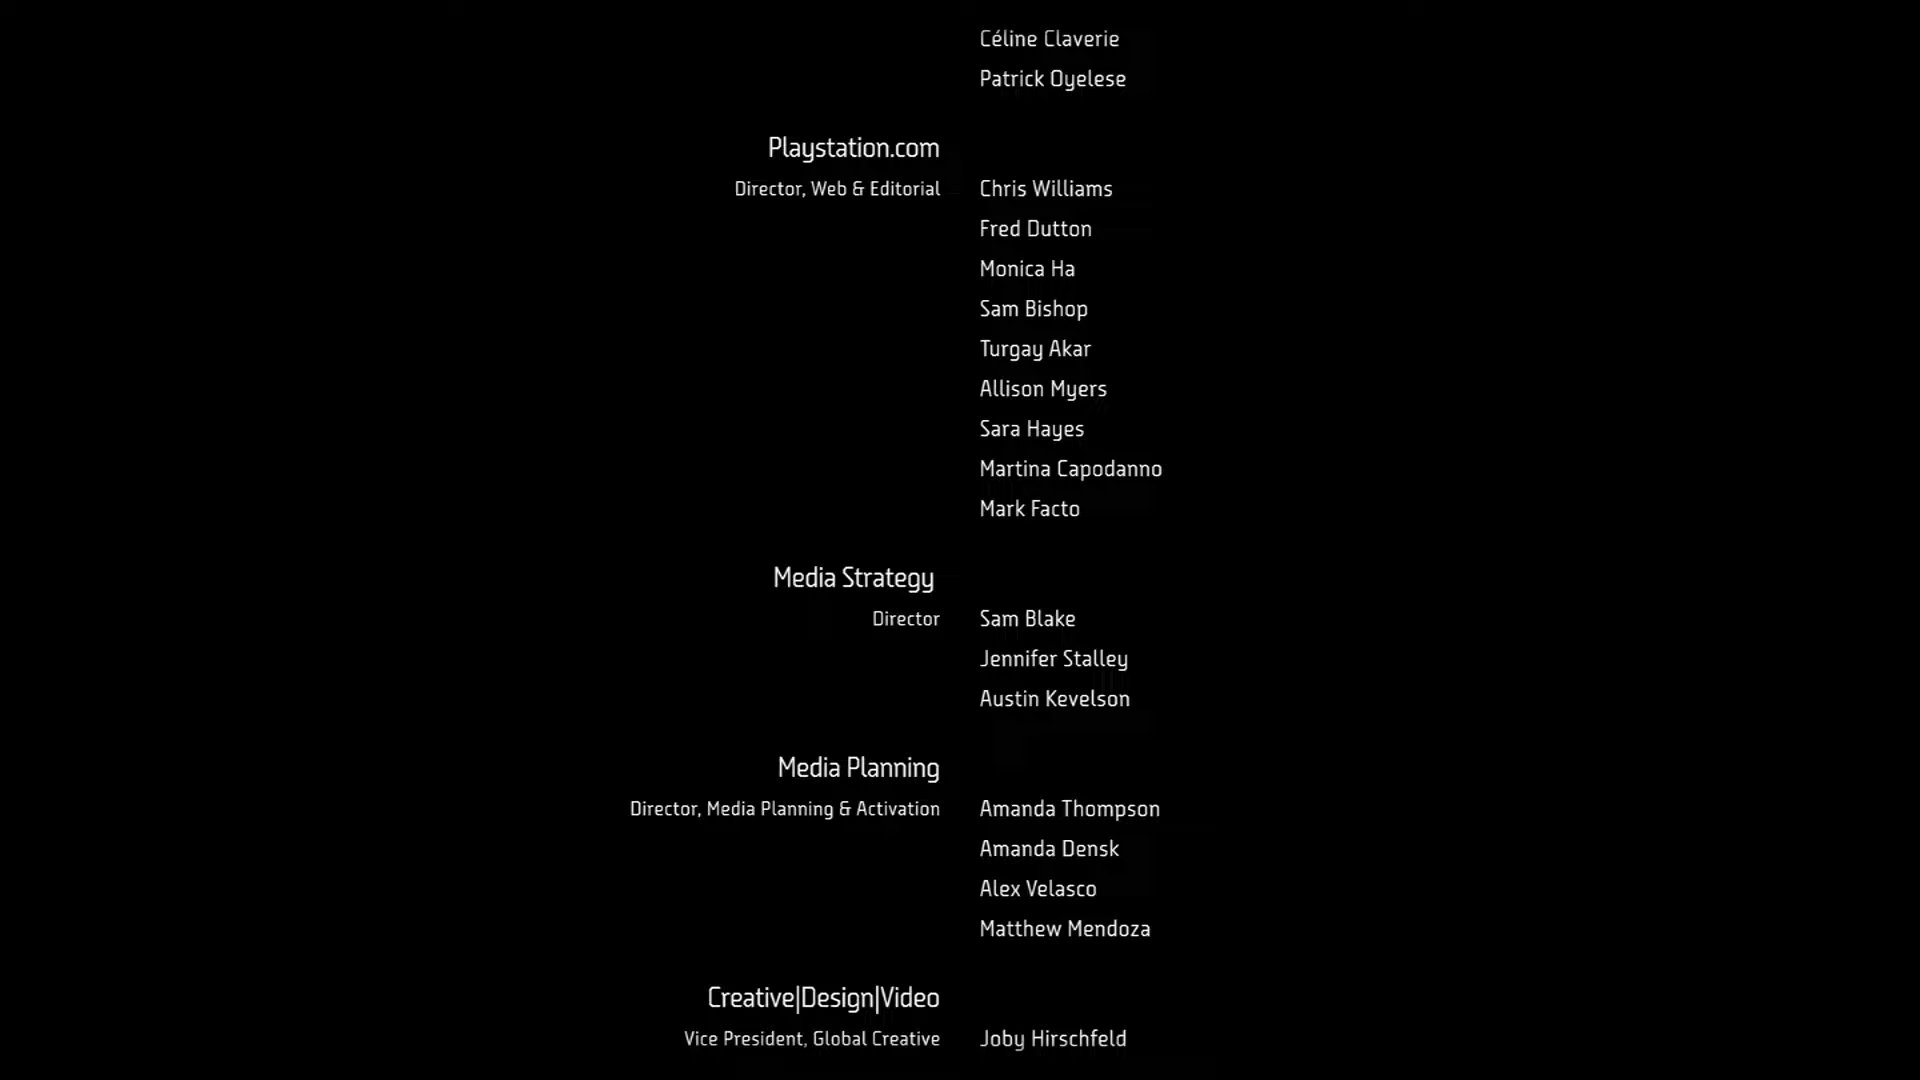 Céline Claverie
Patrick Oyelese
Playstation.com
Director, Web & Editorial Chris Williams
Fred Dutton
Monica Ha
Sam Bishop
Turgay Akar
Allison Myers
Sara Hayes
Martina Capodanno
Mark Facto
Media Strategy
Director Sam Blake
Jennifer Stalley
Austin Kevelson
Media Planning
Director, Media Planning & Activation Amanda Thompson
Amanda Densk
Alex Velasco
Matthew Mendoza
Creative|Design|Video
Vice President, Global Creative Joby Hirschfeld